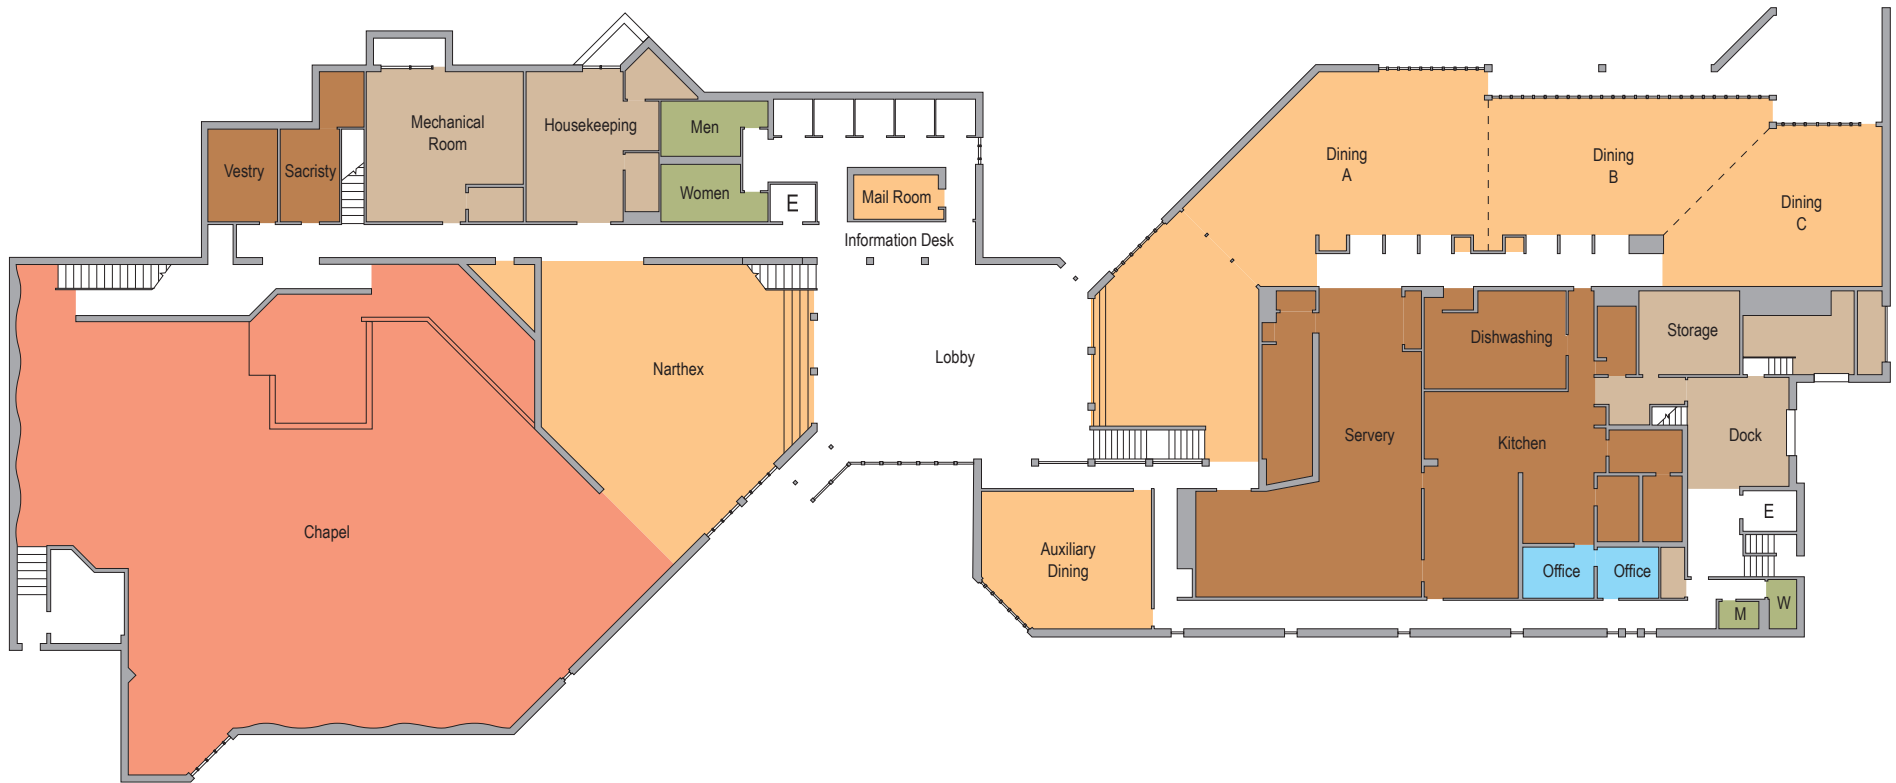 Mechanical
Room
Housekeeping
Men
Vestry
Sacristy
Women
E
Mail Room
Information Desk
Dining
A
Dining
B
Dining
C
Narthex
Lobby
Chapel
Servery
Dishwashing
Kitchen
Storage
Dock
E
Auxiliary
Dining
Office
Office
M
W